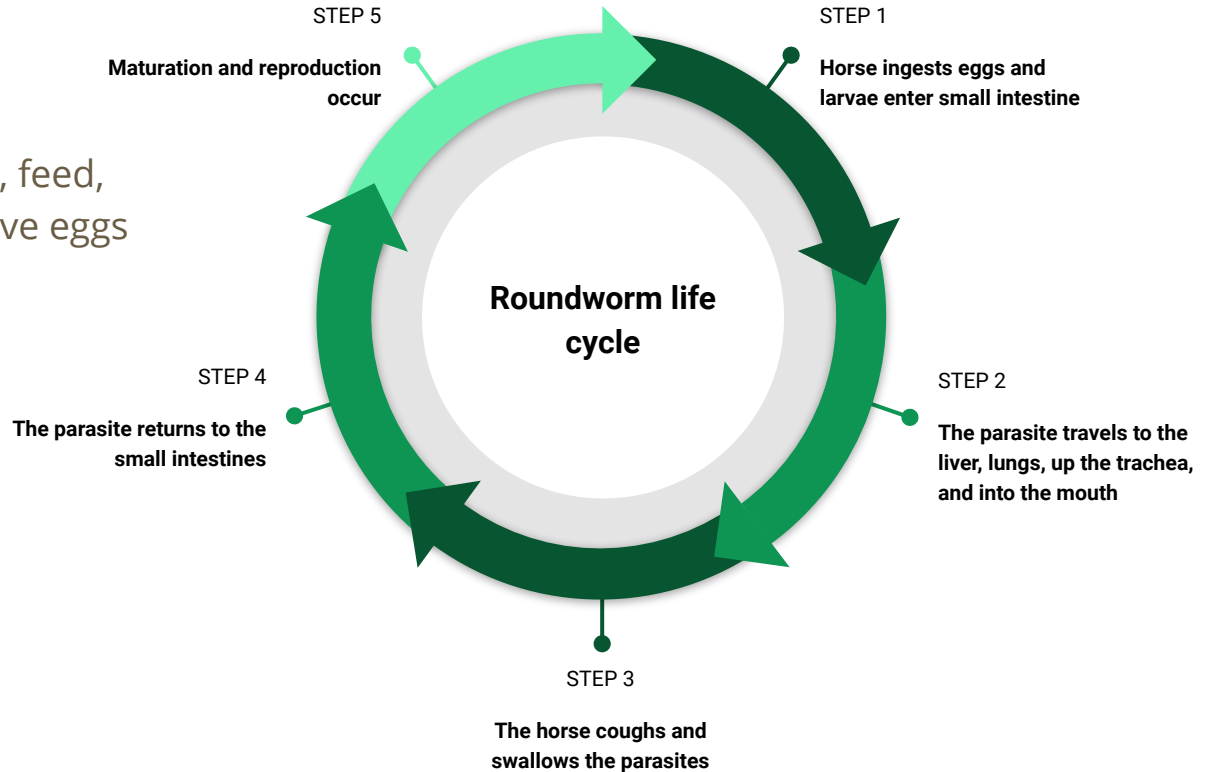 STEP 5
Maturation and reproduction
occur
STEP 1
Horse ingests eggs and
larvae enter small intestine
, feed,
ve eggs
Roundworm life
cycle
STEP 4
The parasite returns to the
small intestines
STEP 2
The parasite travels to the
liver, lungs, up the trachea,
and into the mouth
STEP 3
The horse coughs and
swallows the parasites